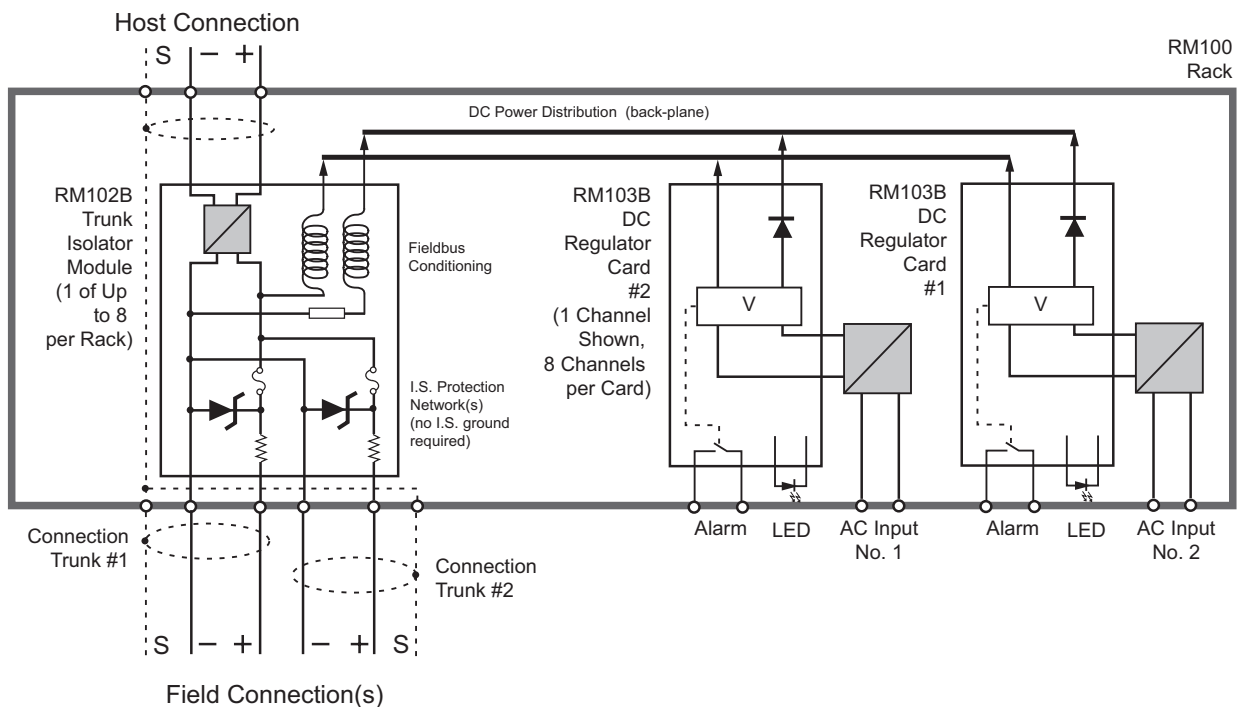 Host Connection
S – +
RM100
Rack
DC Power Distribution (back-plane)
RM102B
Trunk
Isolator
Module
(1 of Up
to 8
per Rack)
Fieldbus
Conditioning
I.S. Protection
Network(s)
(no I.S. ground
required)
RM103B
DC
Regulator
Card
#2
(1 Channel
Shown,
8 Channels
per Card)
V
RM103B
DC
Regulator
Card
#1
V
Alarm
LED
AC Input
No. 1
Alarm
LED
AC Input
No. 2
Connection
Trunk #1
Connection
Trunk #2
S – + – + S
Field Connection(s)